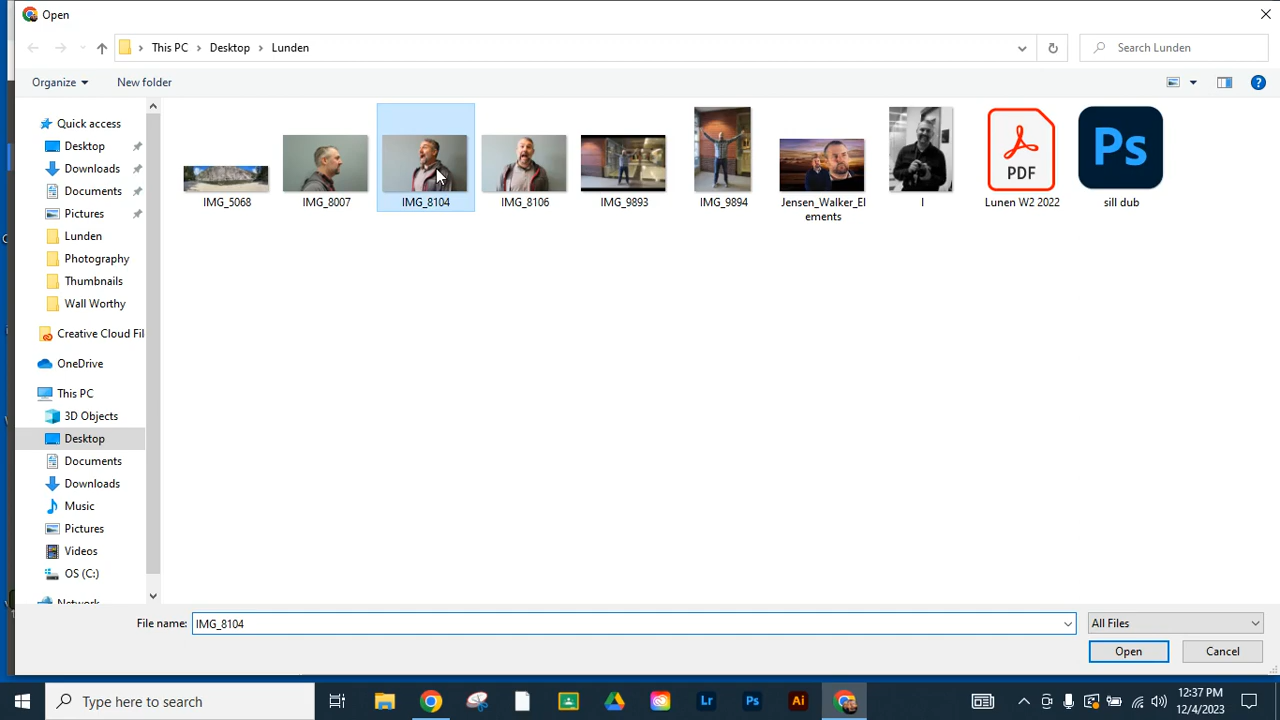 Open
This PC > Desktop > Lunden
Search Lunden
Organize
New folder
Quick access
Desktop
Downloads
Documents
Pictures
Lunden
Photography
Thumbnails
Wall Worthy
Creative Cloud Fil
OneDrive
This PC
3D Objects
Desktop
Documents
Downloads
Music
Pictures
Videos
OS (C:)
Network
IMG_5068
IMG_8007
IMG_8104
IMG_8106
IMG_9893
IMG_9894
Jensen_Walker_El
ements
I
PDF
Lunen W2 2022
Ps
sill dub
File name: IMG_8104
All Files
Open
Cancel
Type here to search
Lr
Ps
Ai
12:37 PM
12/4/2023